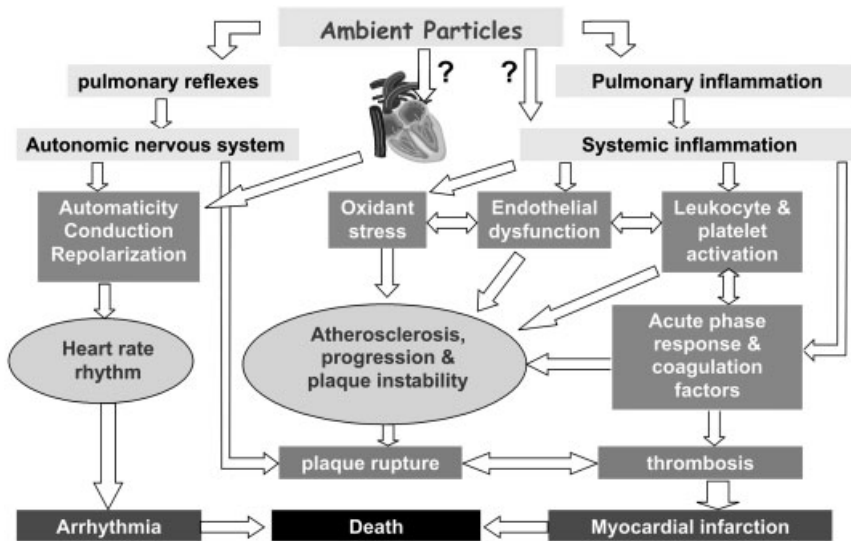 Ambient Particles
?
?
pulmonary reflexes
Pulmonary inflammation
Autonomic nervous system
Systemic inflammation
Automaticity
Conduction
Repolarization
Oxidant
stress
Endothelial
dysfunction
Leukocyte &
platelet
activation
Heart rate
rhythm
Atherosclerosis,
progression &
plaque instability
Acute phase
response &
coagulation
factors
plaque rupture
thrombosis
Arrhythmia
Death
Myocardial infarction